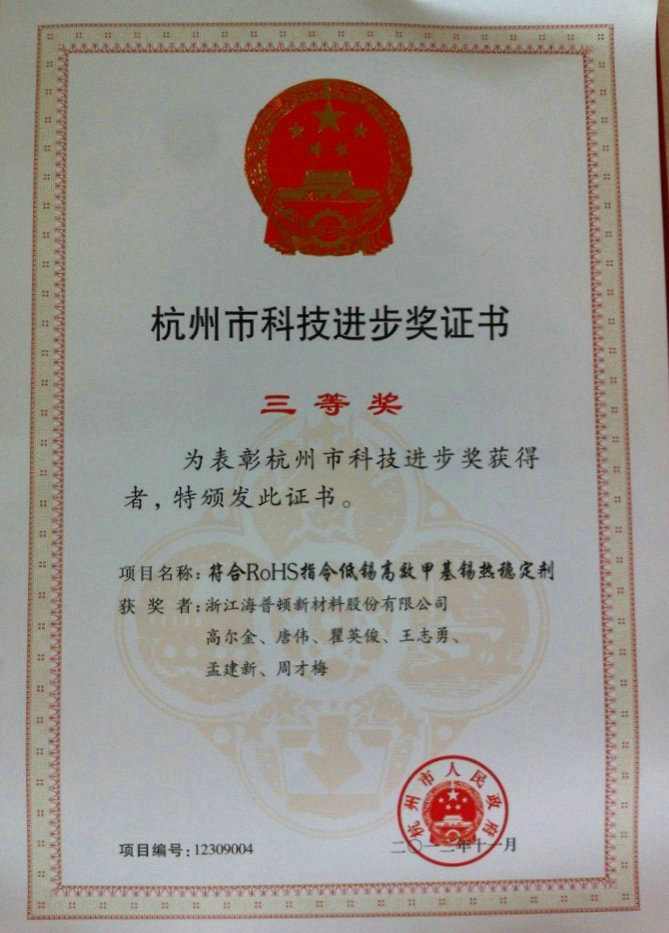 杭州市科技进步奖证书
三等奖
为表彰杭州市科技进步奖获得
者，特颁发此证书。
项目名称：符合RoHS指令低锡高效甲基锡热稳定剂
获奖者：浙江海普顿新材料股份有限公司
高尔金、唐伟、瞿英俊、王志勇、
孟建新、周才梅
杭州市人民政府
项目编号：12309004
二〇一二年十一月